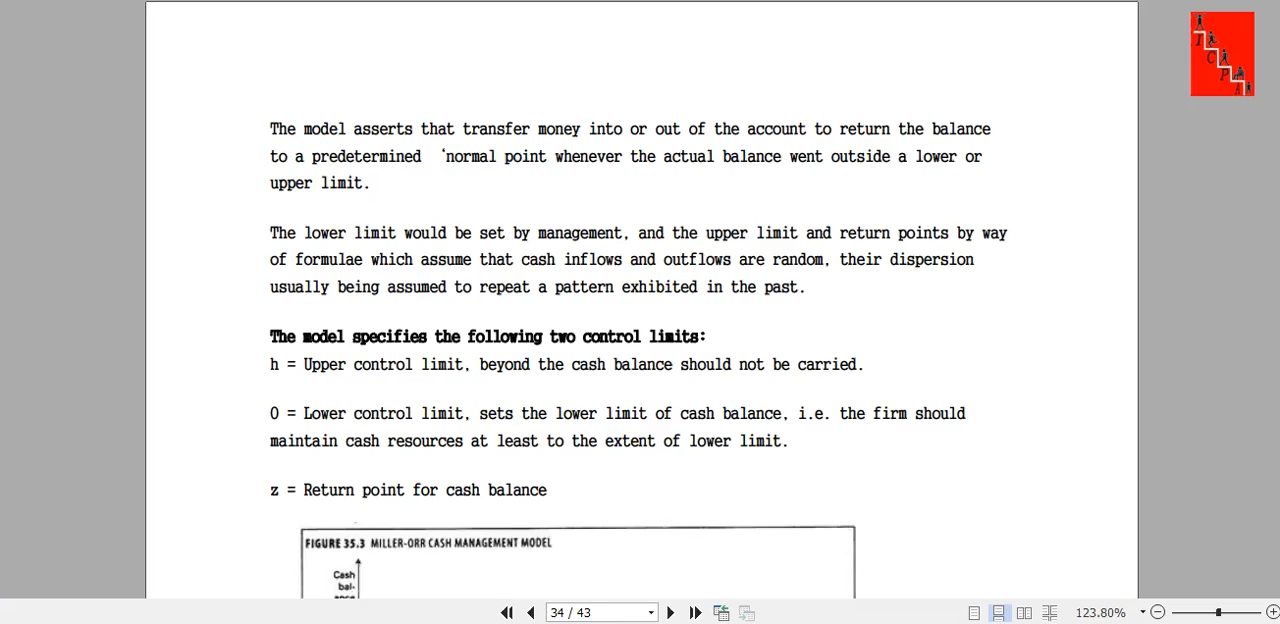 The model asserts that transfer money into or out of the account to return the balance
to a predetermined ‘normal point whenever the actual balance went outside a lower or
upper limit.
The lower limit would be set by management, and the upper limit and return points by way
of formulae which assume that cash inflows and outflows are random, their dispersion
usually being assumed to repeat a pattern exhibited in the past.
The model specifies the following two control limits:
h = Upper control limit, beyond the cash balance should not be carried.
0 = Lower control limit, sets the lower limit of cash balance, i.e. the firm should
maintain cash resources at least to the extent of lower limit.
z = Return point for cash balance
FIGURE 35.3 MILLER-ORR CASH MANAGEMENT MODEL
Cash
bal-
ance
34 / 43
123.80%
T
C
P
A